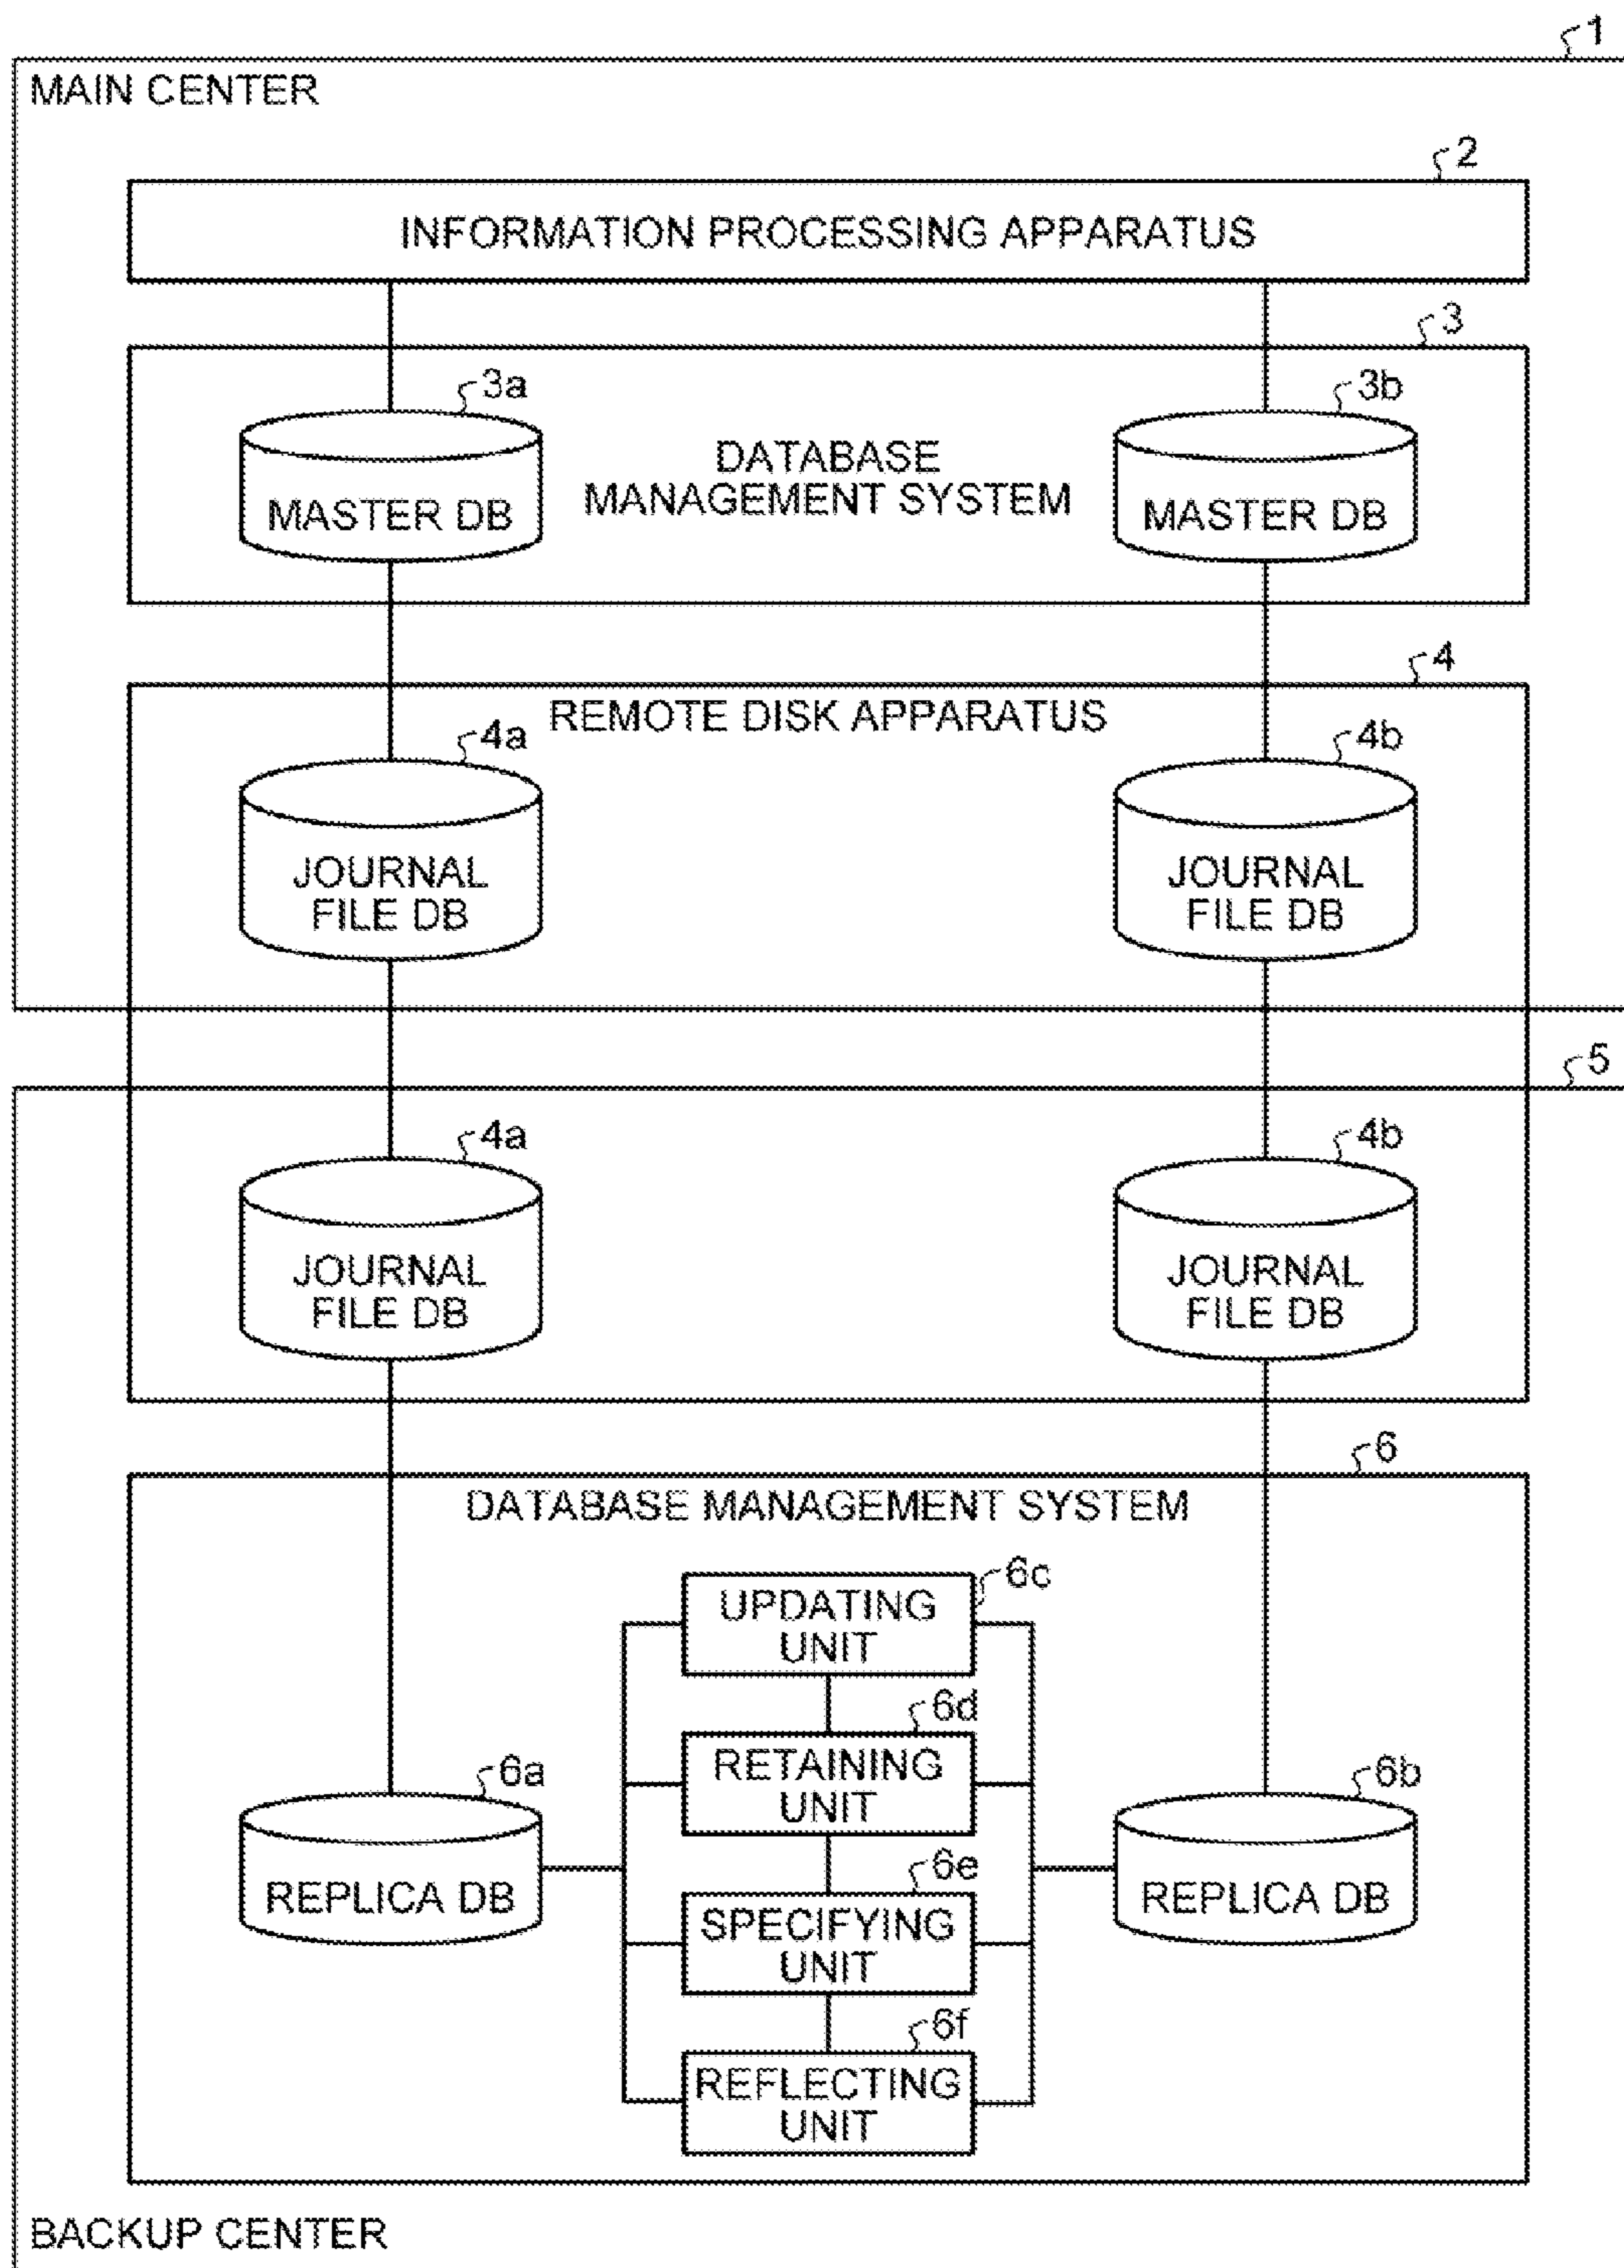 1
MAIN CENTER
2
INFORMATION PROCESSING APPARATUS
3
3a
3b
MASTER DB
DATABASE
MANAGEMENT SYSTEM
MASTER DB
4
REMOTE DISK APPARATUS
4a
4b
JOURNAL
FILE DB
JOURNAL
FILE DB
5
4a
4b
JOURNAL
FILE DB
JOURNAL
FILE DB
6
DATABASE MANAGEMENT SYSTEM
6c
UPDATING
UNIT
6d
RETAINING
UNIT
6a
6b
REPLICA DB
REPLICA DB
6e
SPECIFYING
UNIT
6f
REFLECTING
UNIT
BACKUP CENTER